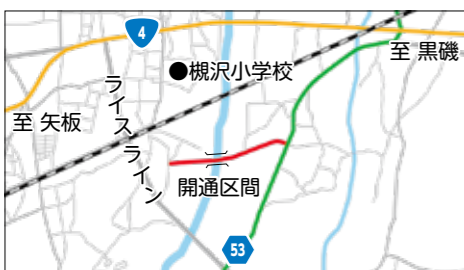 4
●槻沢小学校
至 黒磯
至 矢板
ライスライン
開通区間
53